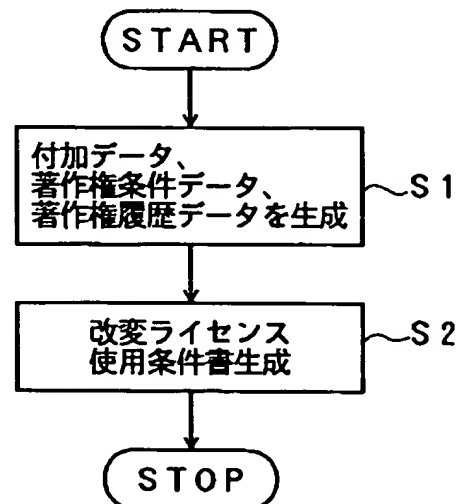 START
付加データ、
著作権条件データ、
著作権履歴データを生成
S1
改変ライセンス
使用条件書生成
S2
STOP